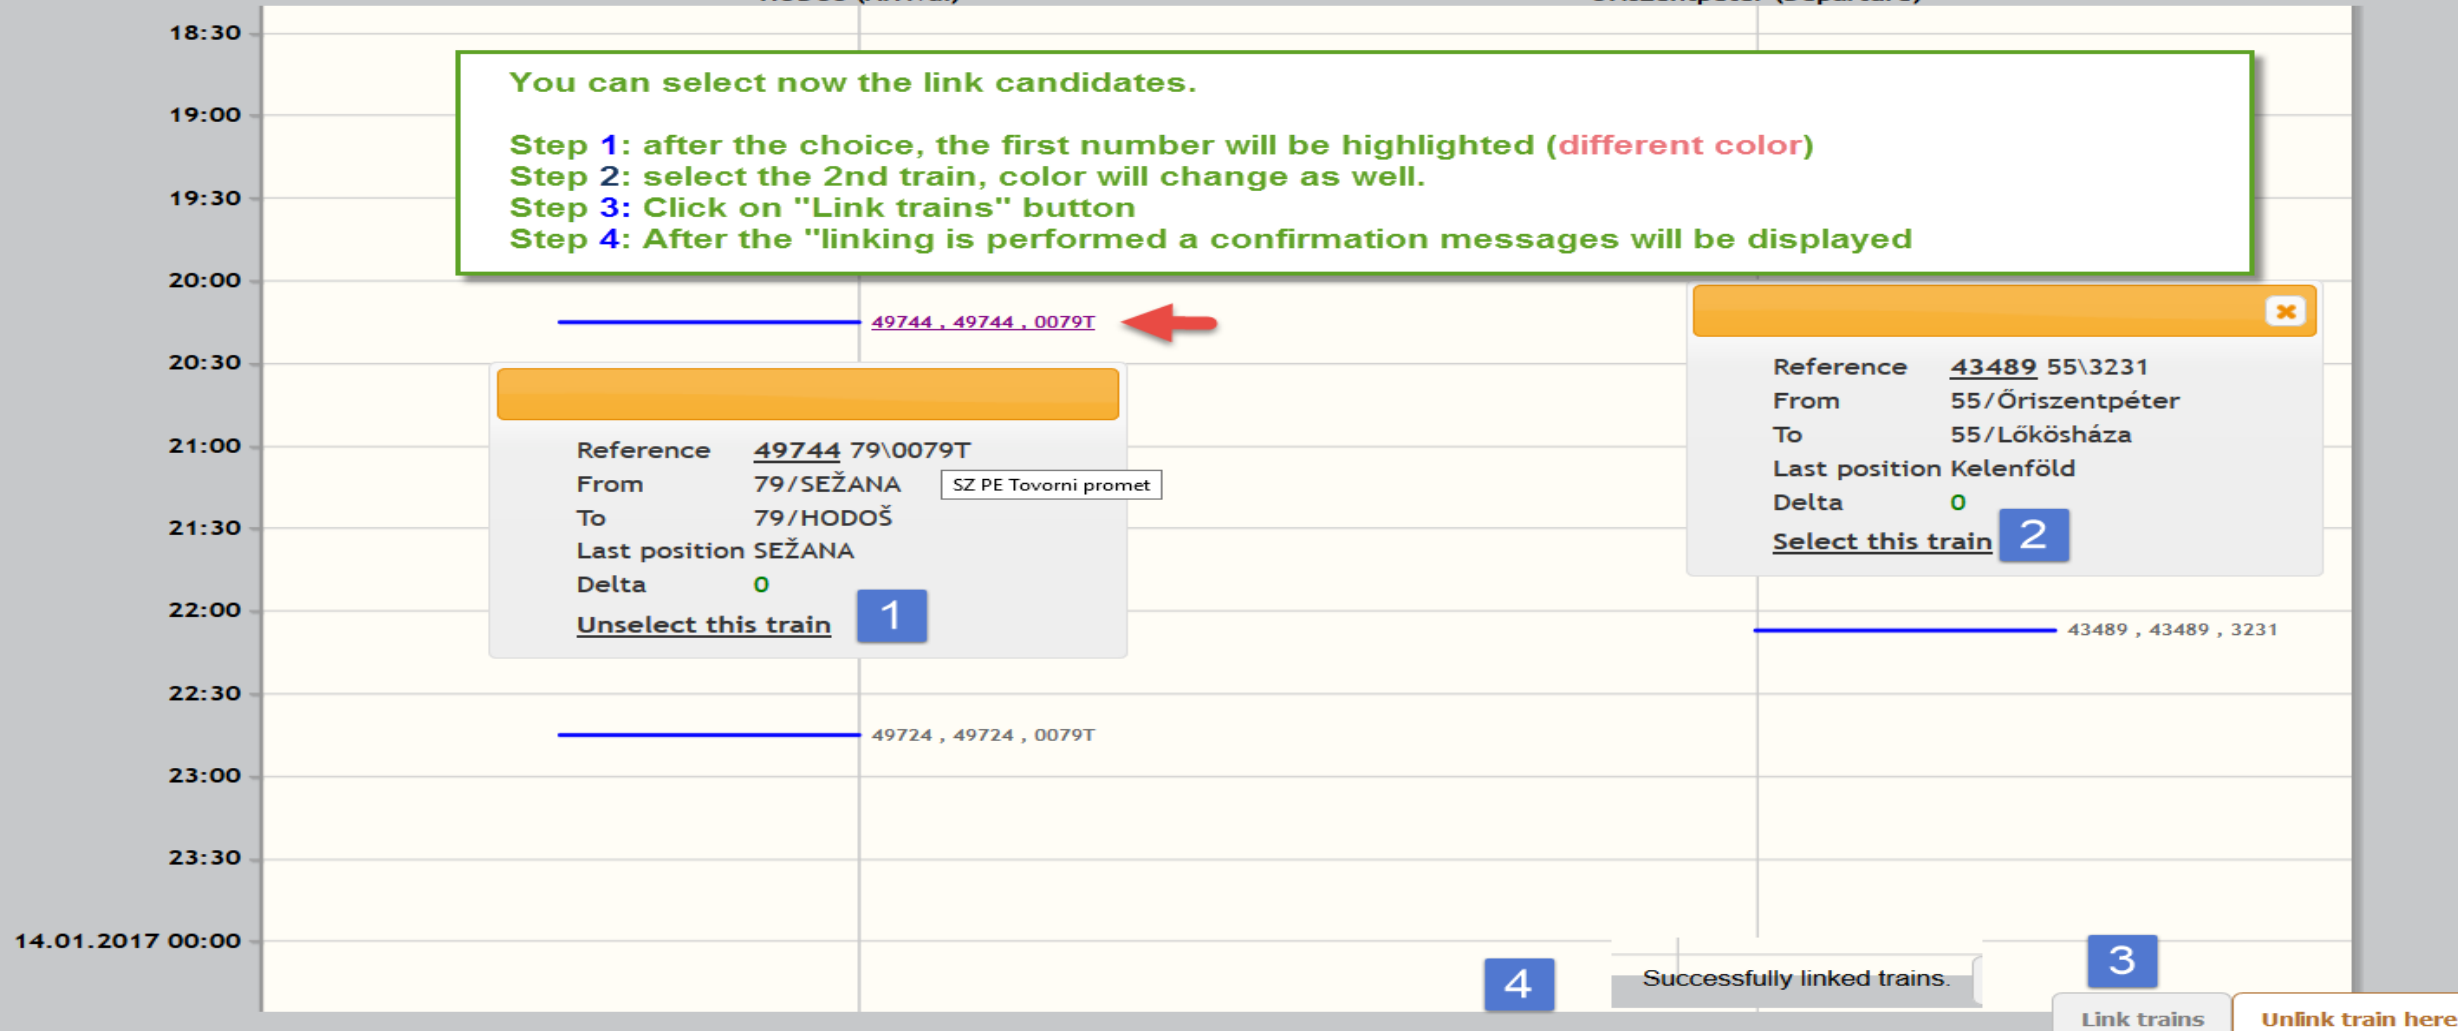 18:30
You can select now the link candidates.
19:00
Step 1: after the choice, the first number will be highlighted (different color)
Step 2: select the 2nd train, color will change as well.
19:30
Step 3: Click on "Link trains" button
Step 4: After the "linking is performed a confirmation messages will be displayed
20:00
49744 , 49744 , 0079T
20:30
Reference 49744 79\0079T
From 79/SEŽANA
SZ PE Tovorni promet
To 79/HODOŠ
Last position SEŽANA
Delta 0
Unselect this train
1
Reference 43489 55\3231
From 55/Őriszentpéter
To 55/Lőkösháza
Last position Kelenföld
Delta 0
Select this train
2
21:00
21:30
22:00
43489 , 43489 , 3231
22:30
49724 , 49724 , 0079T
23:00
23:30
14.01.2017 00:00
4
Successfully linked trains.
3
Link trains
Unlink train here